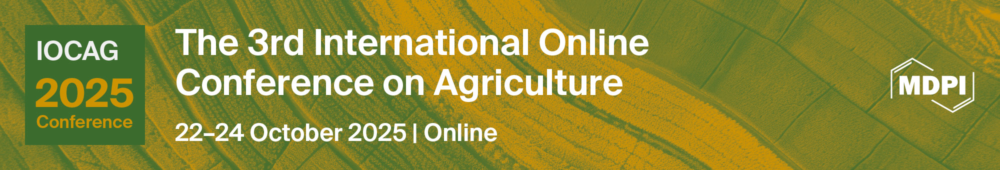 IOCAG
2025
Conference
The 3rd International Online
Conference on Agriculture
22–24 October 2025 | Online
MDPI